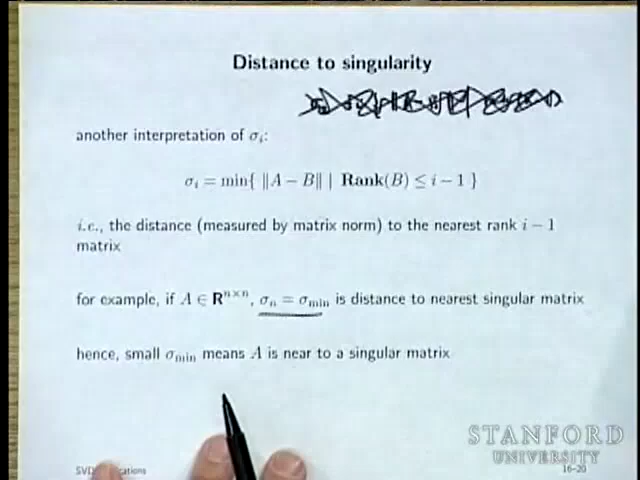 Distance to singularity
another interpretation of σᵢ:
σᵢ = min{ ‖A − B‖ | Rank(B) ≤ i − 1 }
i.e., the distance (measured by matrix norm) to the nearest rank i − 1
matrix
for example, if A ∈ Rⁿˣⁿ, σₙ = σₘᵢₙ is distance to nearest singular matrix
hence, small σₘᵢₙ means A is near to a singular matrix
STANFORD
UNIVERSITY
16–20